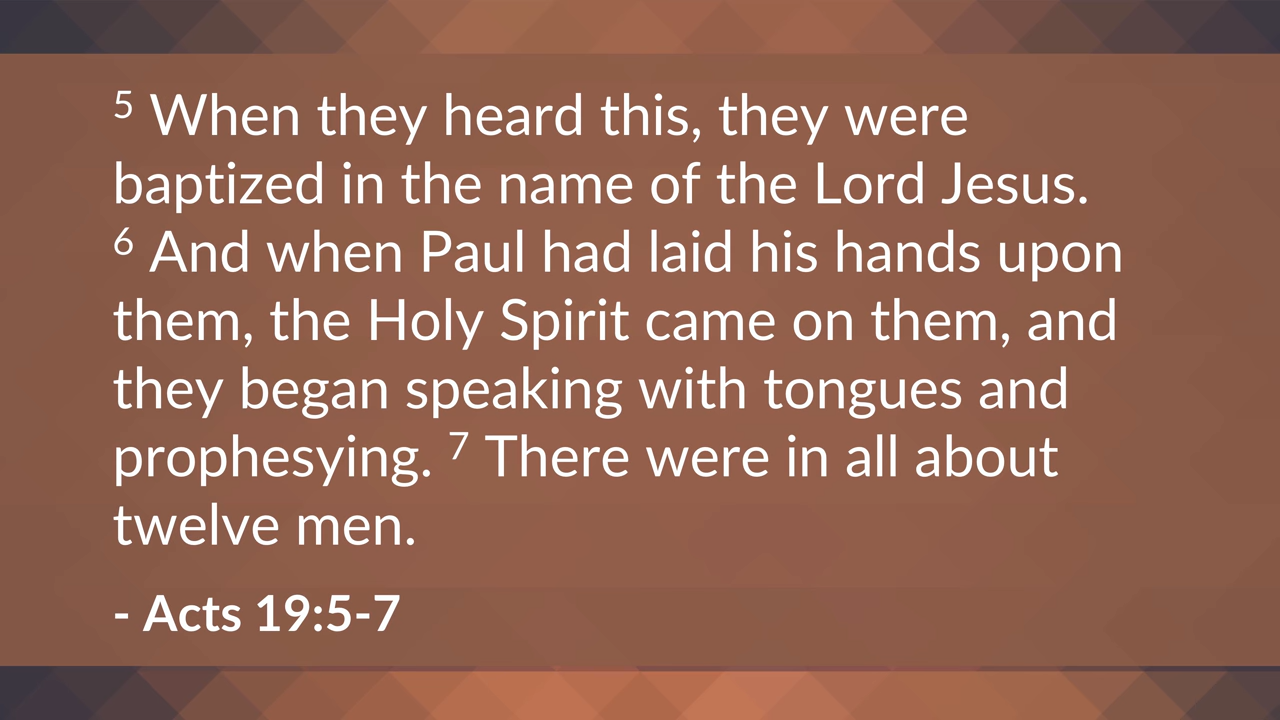 5 When they heard this, they were
baptized in the name of the Lord Jesus.
6 And when Paul had laid his hands upon
them, the Holy Spirit came on them, and
they began speaking with tongues and
prophesying. 7 There were in all about
twelve men.
- Acts 19:5-7